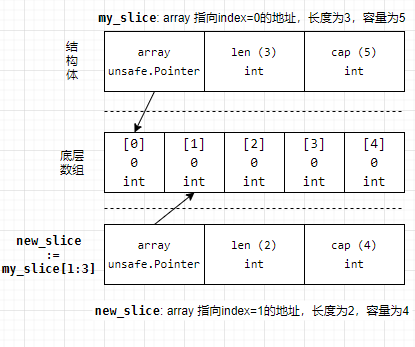 my_slice: array 指向index=0的地址，长度为3，容量为5
结构体
array len (3) cap (5)
unsafe.Pointer int int
底层数组
[0] [1] [2] [3] [4]
0 0 0 0 0
int int int int int
new_slice
:=
my_slice[1:3]
array len (2) cap (4)
unsafe.Pointer int int
new_slice: array 指向index=1的地址，长度为2，容量为4